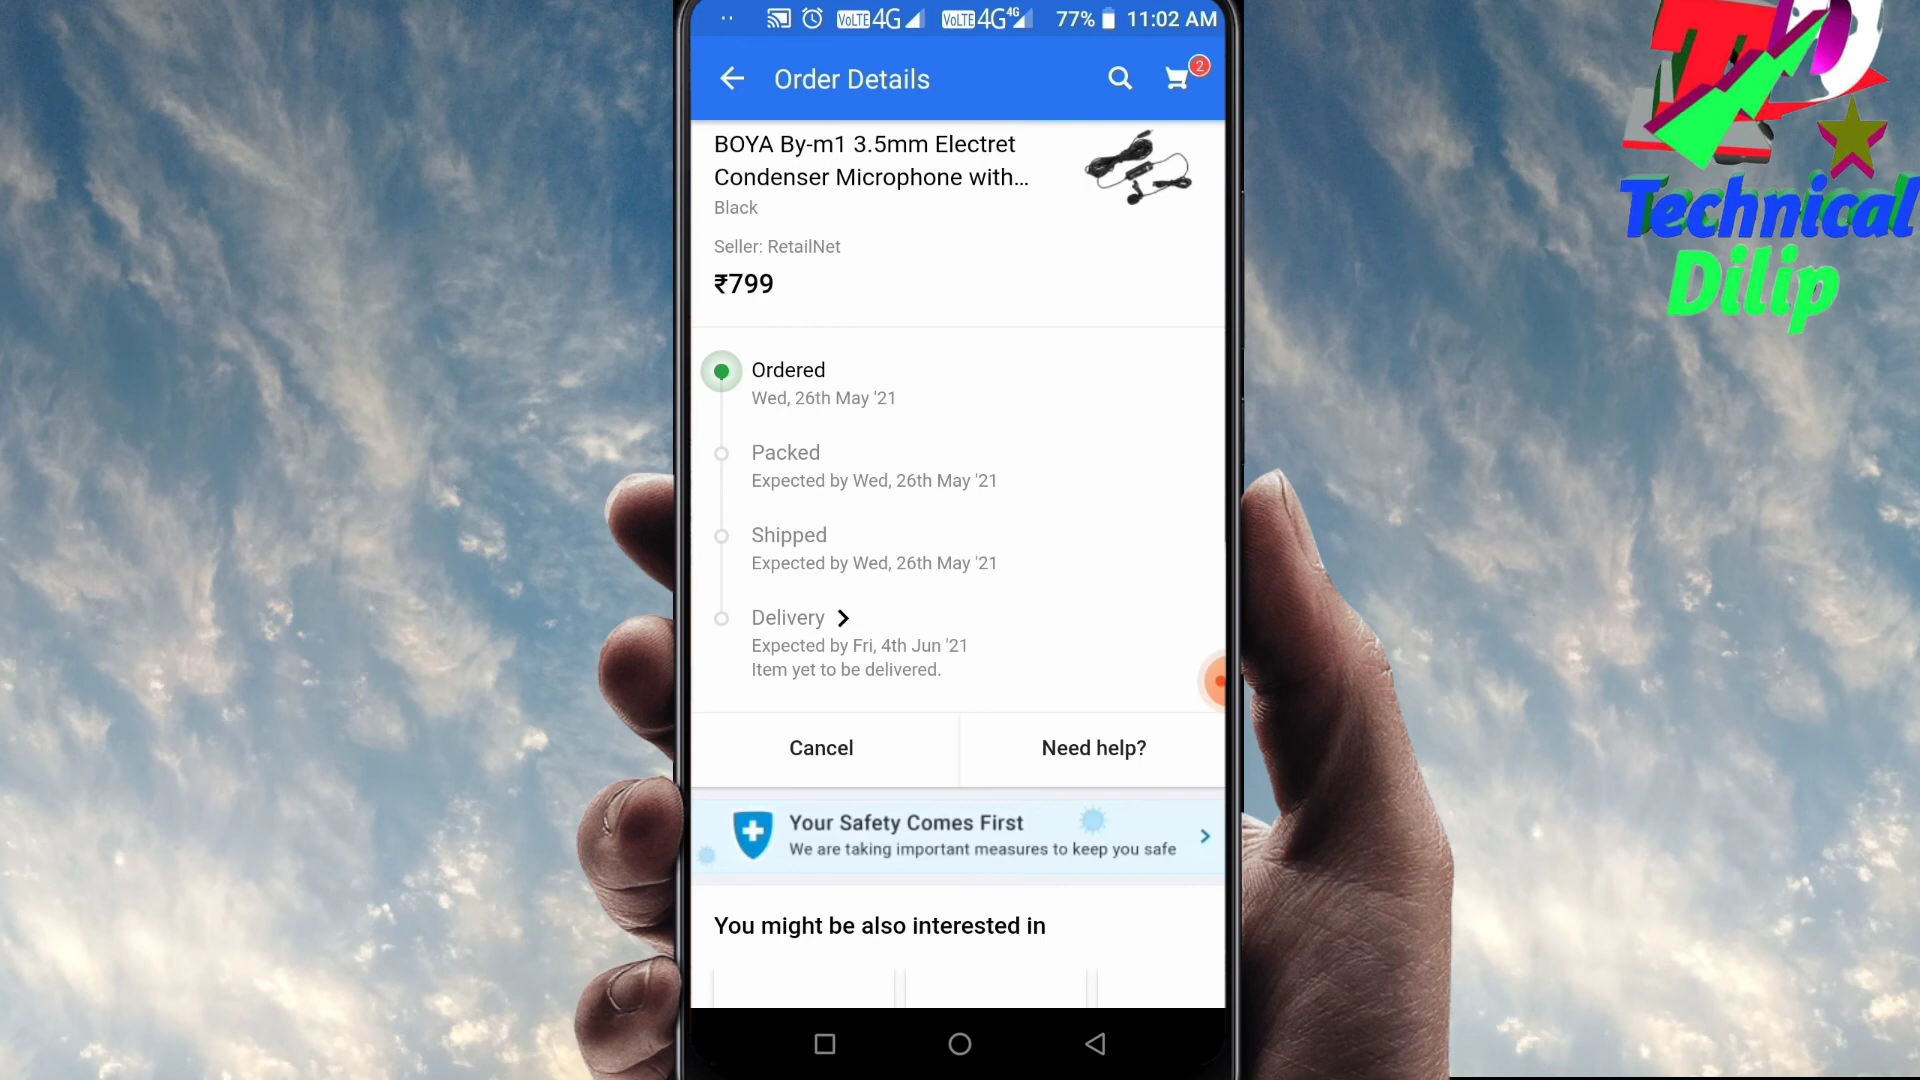 VoLTE 4G VoLTE 4G 4G 77% 11:02 AM
Order Details
2
BOYA By-m1 3.5mm Electret
Condenser Microphone with...
Black
Seller: RetailNet
₹799
Ordered
Wed, 26th May '21
Packed
Expected by Wed, 26th May '21
Shipped
Expected by Wed, 26th May '21
Delivery
Expected by Fri, 4th Jun '21
Item yet to be delivered.
Cancel
Need help?
Your Safety Comes First
We are taking important measures to keep you safe
You might be also interested in
TD
Technical
Dilip